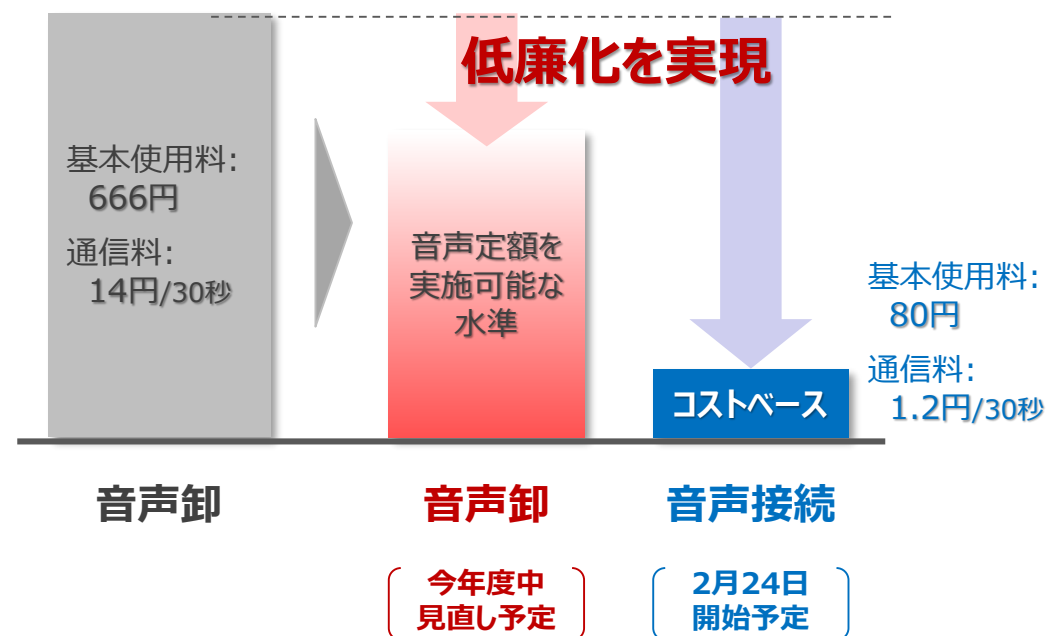 低廉化を実現
基本使用料:
666円
通信料:
14円/30秒
音声定額を
実施可能な
水準
基本使用料:
80円
通信料:
1.2円/30秒
コストベース
音声卸
音声卸
音声接続
今年度中
見直し予定
2月24日
開始予定